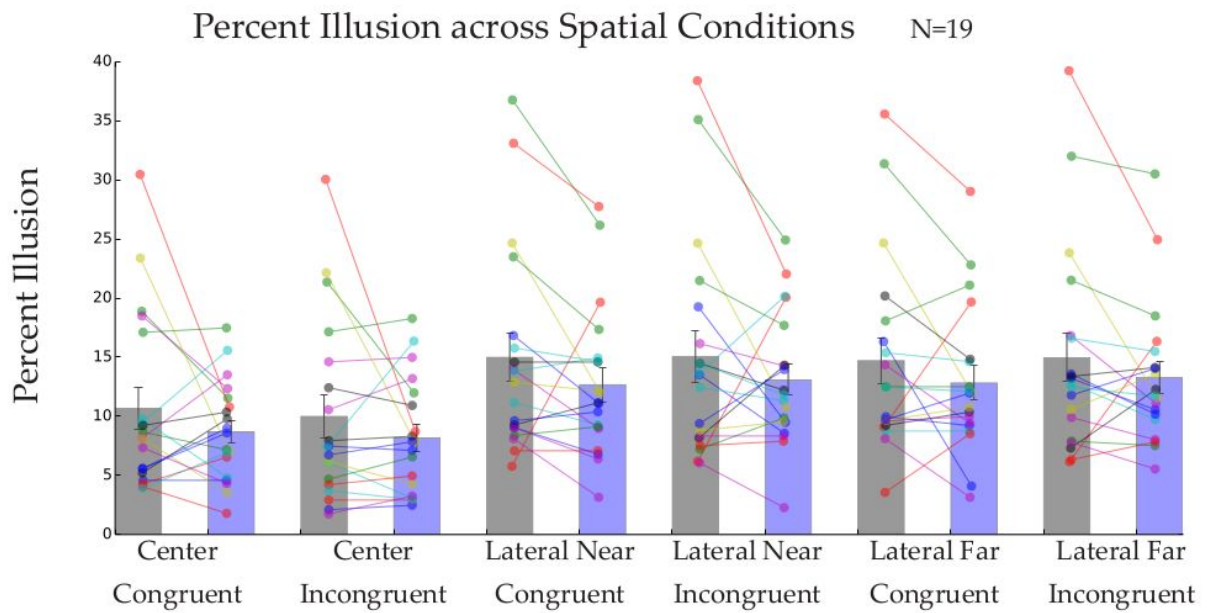 Percent Illusion across Spatial Conditions N=19
Percent Illusion
40
35
30
25
20
15
10
5
0
Center Congruent
Center Incongruent
Lateral Near Congruent
Lateral Near Incongruent
Lateral Far Congruent
Lateral Far Incongruent